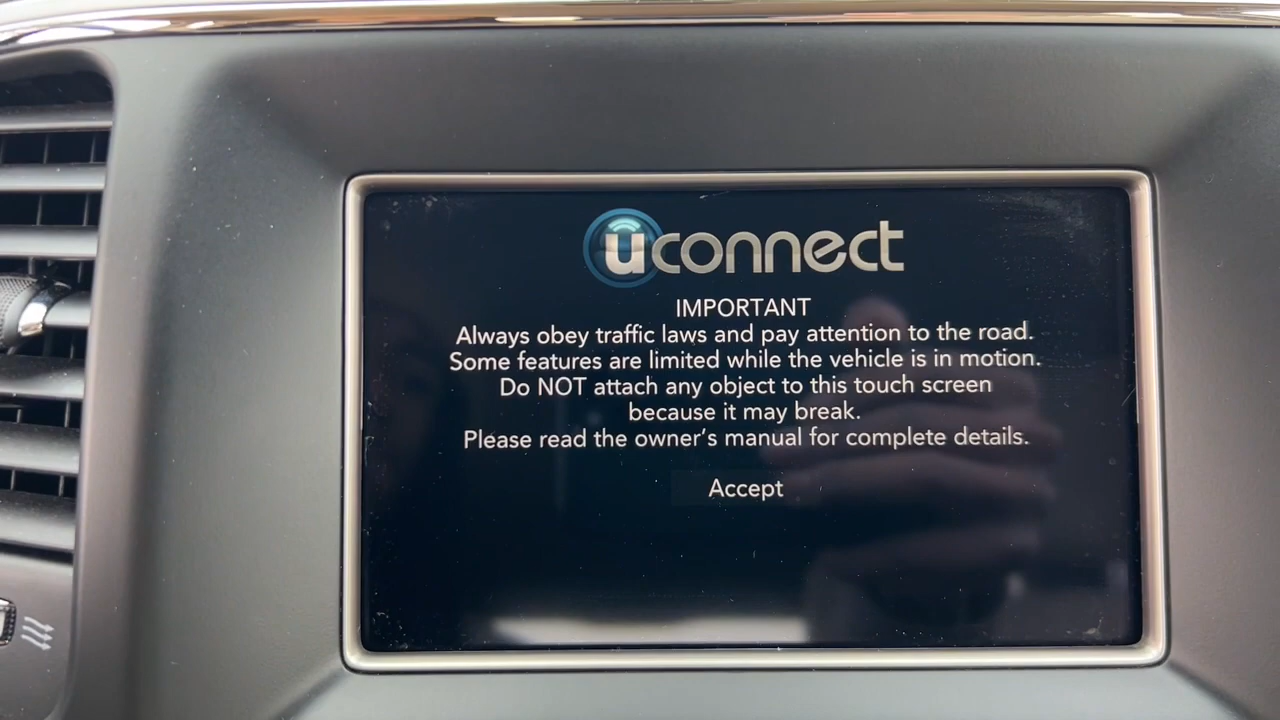 uconnect
IMPORTANT
Always obey traffic laws and pay attention to the road.
Some features are limited while the vehicle is in motion.
Do NOT attach any object to this touch screen
because it may break.
Please read the owner's manual for complete details.
Accept